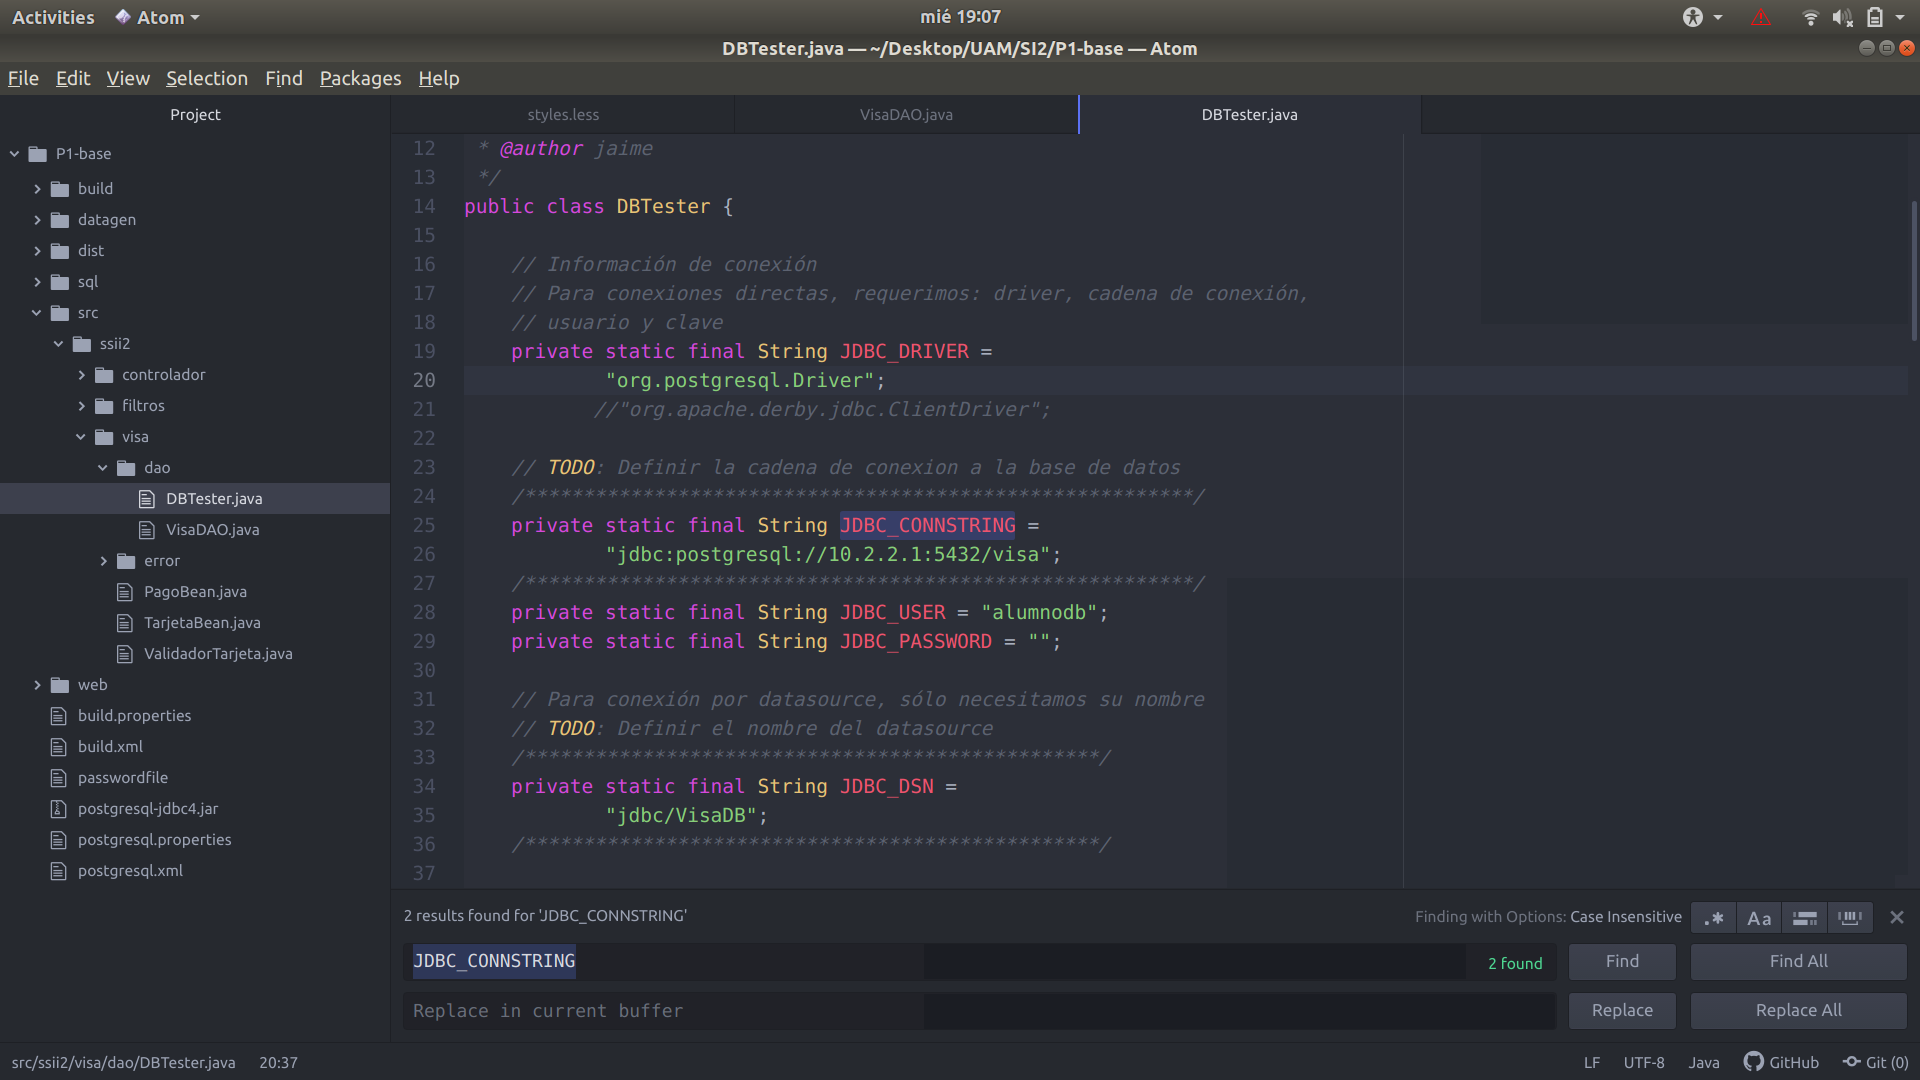 Activities Atom mié 19:07
DBTester.java — ~/Desktop/UAM/SI2/P1-base — Atom
File Edit View Selection Find Packages Help
Project
P1-base
build
datagen
dist
sql
src
ssii2
controlador
filtros
visa
dao
DBTester.java
VisaDAO.java
error
PagoBean.java
TarjetaBean.java
ValidadorTarjeta.java
web
build.properties
build.xml
passwordfile
postgresql-jdbc4.jar
postgresql.properties
postgresql.xml
styles.less VisaDAO.java DBTester.java
12 * @author jaime
13 */
14 public class DBTester {
15
16 // Información de conexión
17 // Para conexiones directas, requerimos: driver, cadena de conexión,
18 // usuario y clave
19 private static final String JDBC_DRIVER =
20 "org.postgresql.Driver";
21 //"org.apache.derby.jdbc.ClientDriver";
22
23 // TODO: Definir la cadena de conexion a la base de datos
24 /*********************************************************/
25 private static final String JDBC_CONNSTRING =
26 "jdbc:postgresql://10.2.2.1:5432/visa";
27 /*********************************************************/
28 private static final String JDBC_USER = "alumnodb";
29 private static final String JDBC_PASSWORD = "";
30
31 // Para conexión por datasource, sólo necesitamos su nombre
32 // TODO: Definir el nombre del datasource
33 /*************************************************/
34 private static final String JDBC_DSN =
35 "jdbc/VisaDB";
36 /*************************************************/
37
2 results found for 'JDBC_CONNSTRING' Finding with Options: Case Insensitive .* Aa
JDBC_CONNSTRING 2 found Find Find All
Replace in current buffer Replace Replace All
src/ssii2/visa/dao/DBTester.java 20:37 LF UTF-8 Java GitHub Git (0)